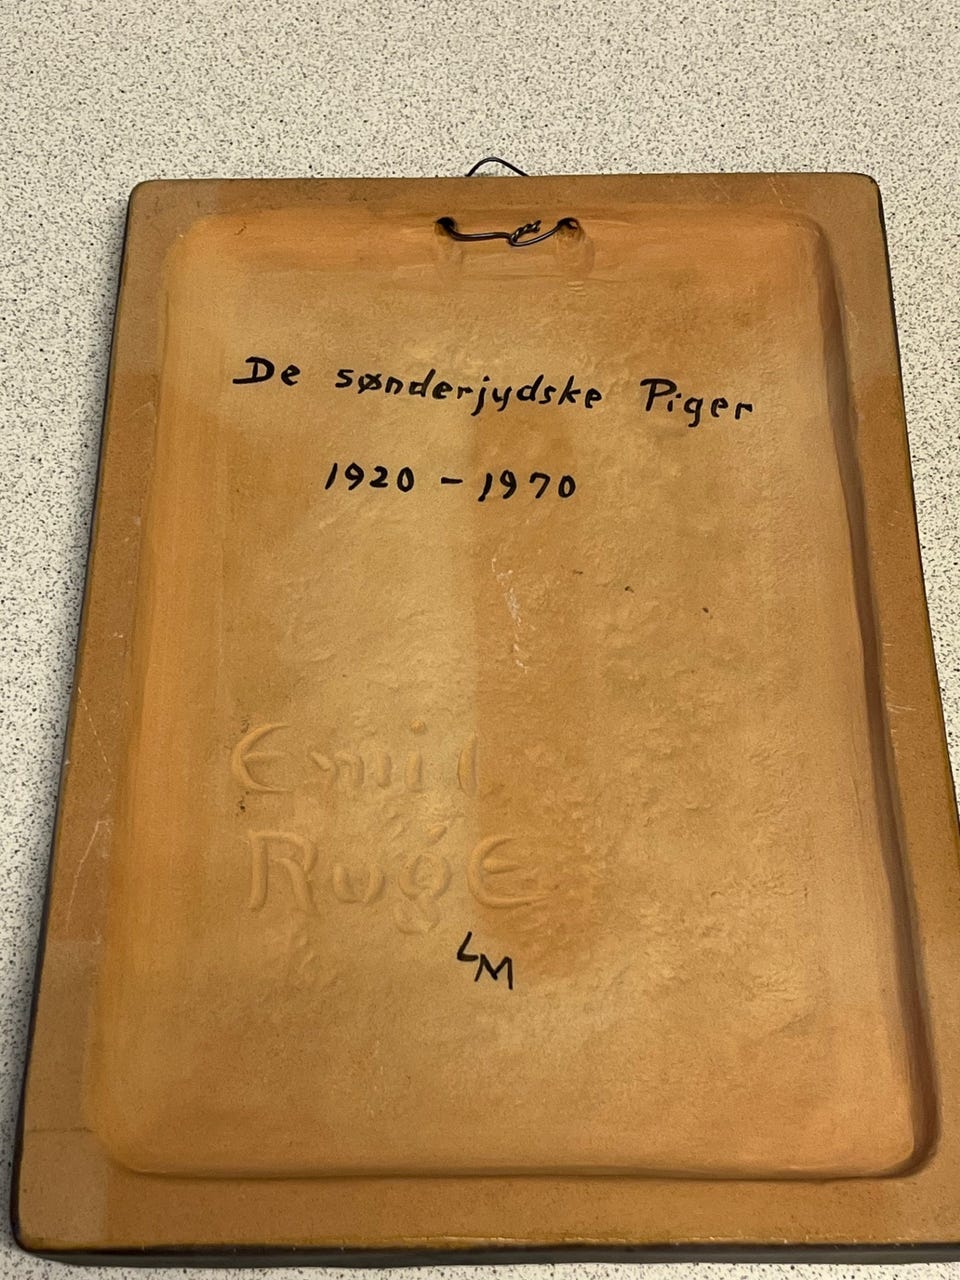 De sønderjydske Piger
1920 - 1970
Emil
RugE
LM